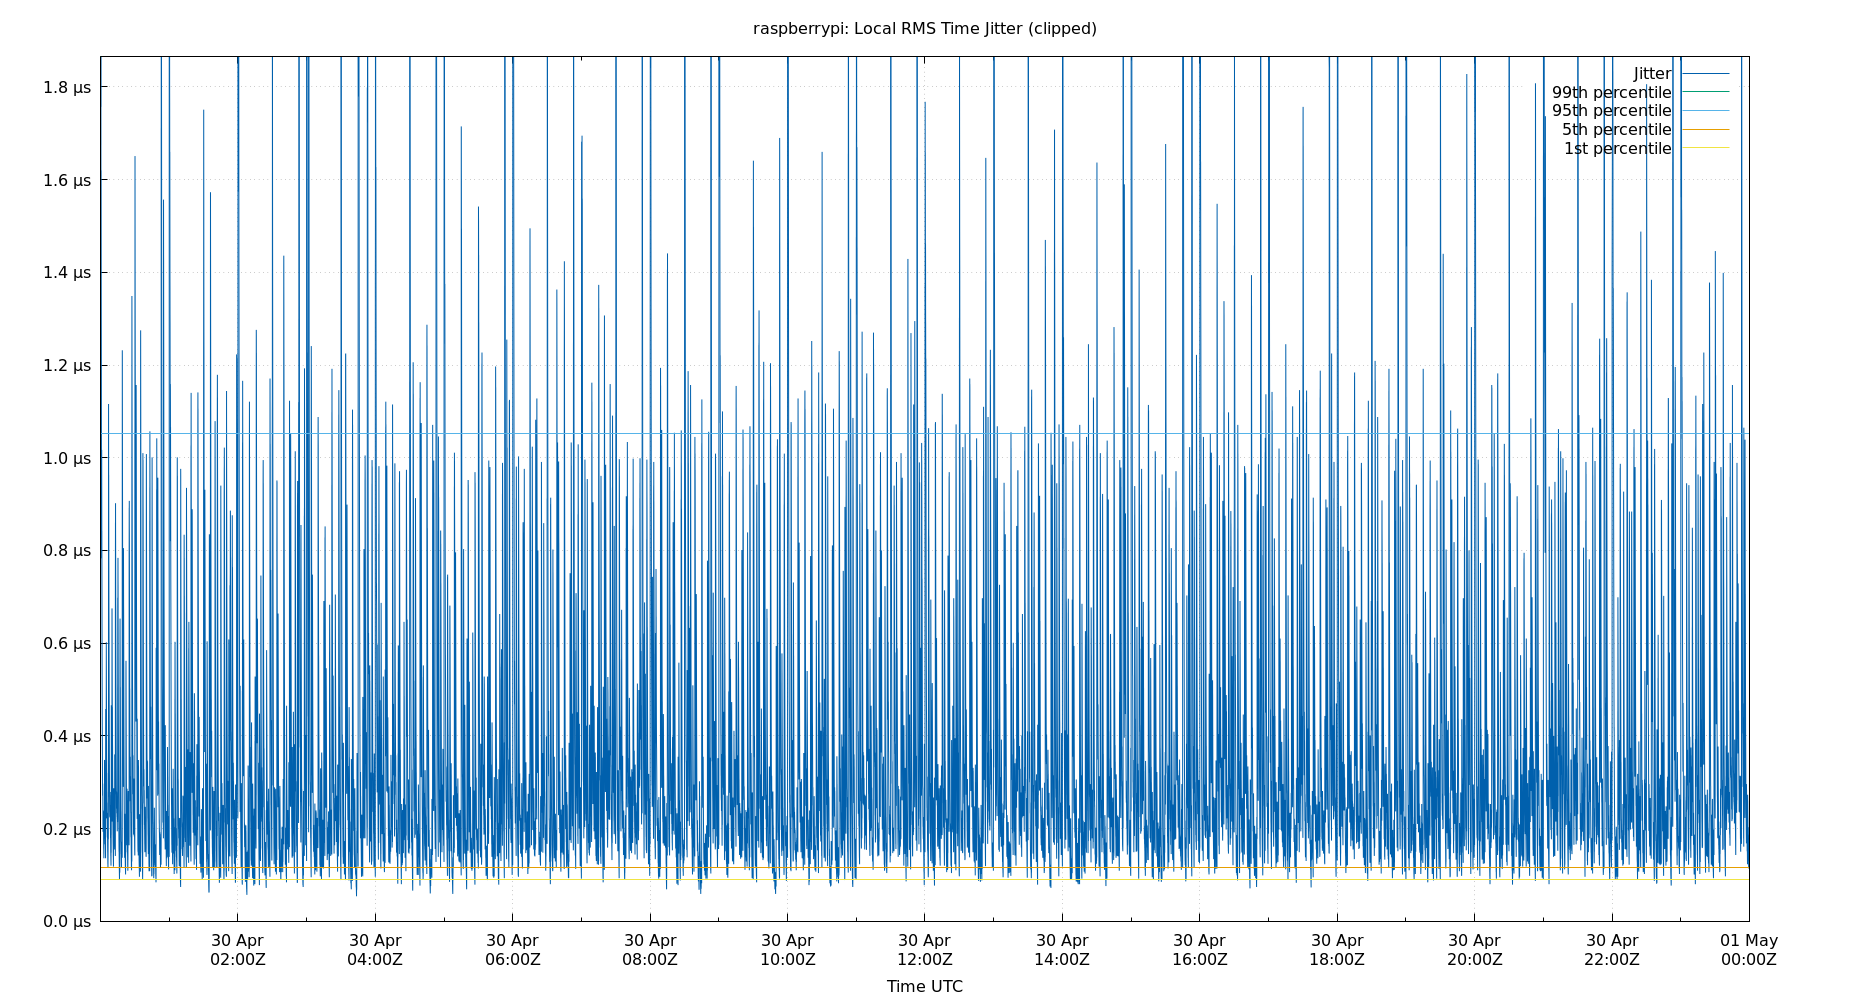 raspberrypi: Local RMS Time Jitter (clipped)
1.8 µs
1.6 µs
1.4 µs
1.2 µs
1.0 µs
0.8 µs
0.6 µs
0.4 µs
0.2 µs
0.0 µs
Jitter
99th percentile
95th percentile
5th percentile
1st percentile
30 Apr
02:00Z
30 Apr
04:00Z
30 Apr
06:00Z
30 Apr
08:00Z
30 Apr
10:00Z
30 Apr
12:00Z
30 Apr
14:00Z
30 Apr
16:00Z
30 Apr
18:00Z
30 Apr
20:00Z
30 Apr
22:00Z
01 May
00:00Z
Time UTC